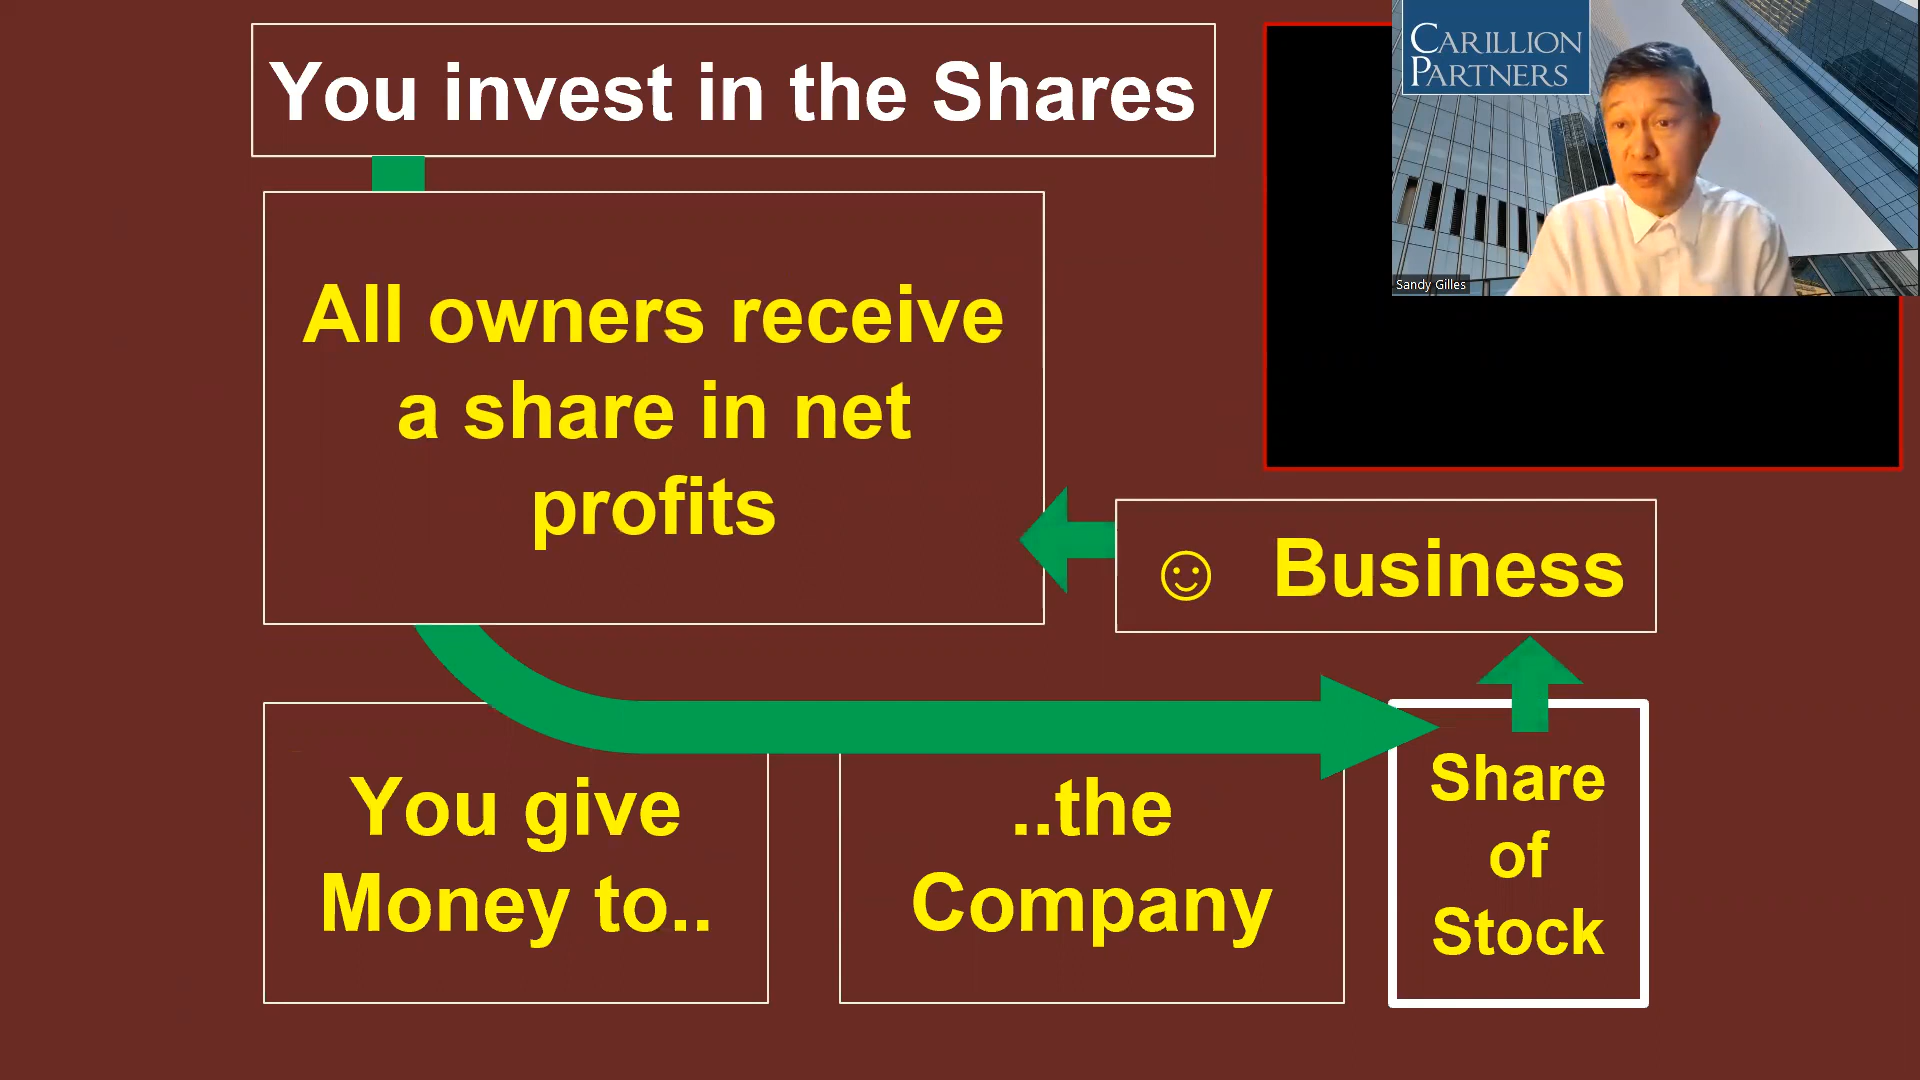 You invest in the Shares
CARILLION
PARTNERS
Sandy Gilles
All owners receive
a share in net
profits
☺ Business
You give
Money to..
..the
Company
Share
of
Stock